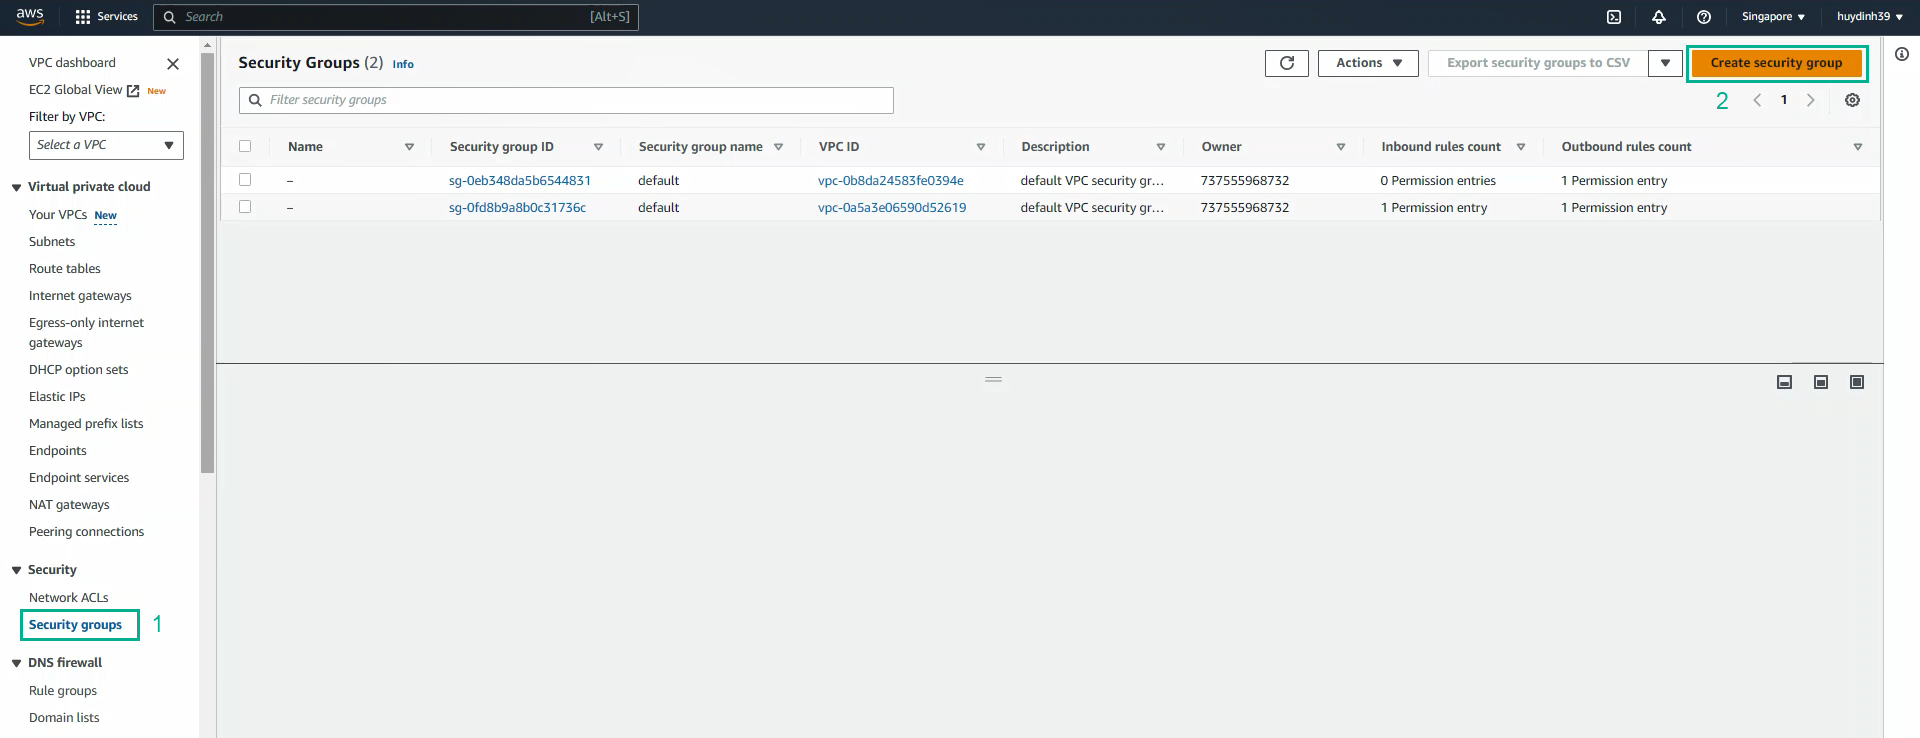 aws Services Search [Alt+S] Singapore huydinh39
VPC dashboard
EC2 Global View New
Filter by VPC:
Select a VPC
Virtual private cloud
Your VPCs New
Subnets
Route tables
Internet gateways
Egress-only internet
gateways
DHCP option sets
Elastic IPs
Managed prefix lists
Endpoints
Endpoint services
NAT gateways
Peering connections
Security
Network ACLs
Security groups 1
DNS firewall
Rule groups
Domain lists
Security Groups (2) Info Actions Export security groups to CSV Create security group
Filter security groups 2 1
Name Security group ID Security group name VPC ID Description Owner Inbound rules count Outbound rules count
– sg-0eb348da5b6544831 default vpc-0b8da24583fe0394e default VPC security gr... 737555968732 0 Permission entries 1 Permission entry
– sg-0fd8b9a8b0c31736c default vpc-0a5a3e06590d52619 default VPC security gr... 737555968732 1 Permission entry 1 Permission entry